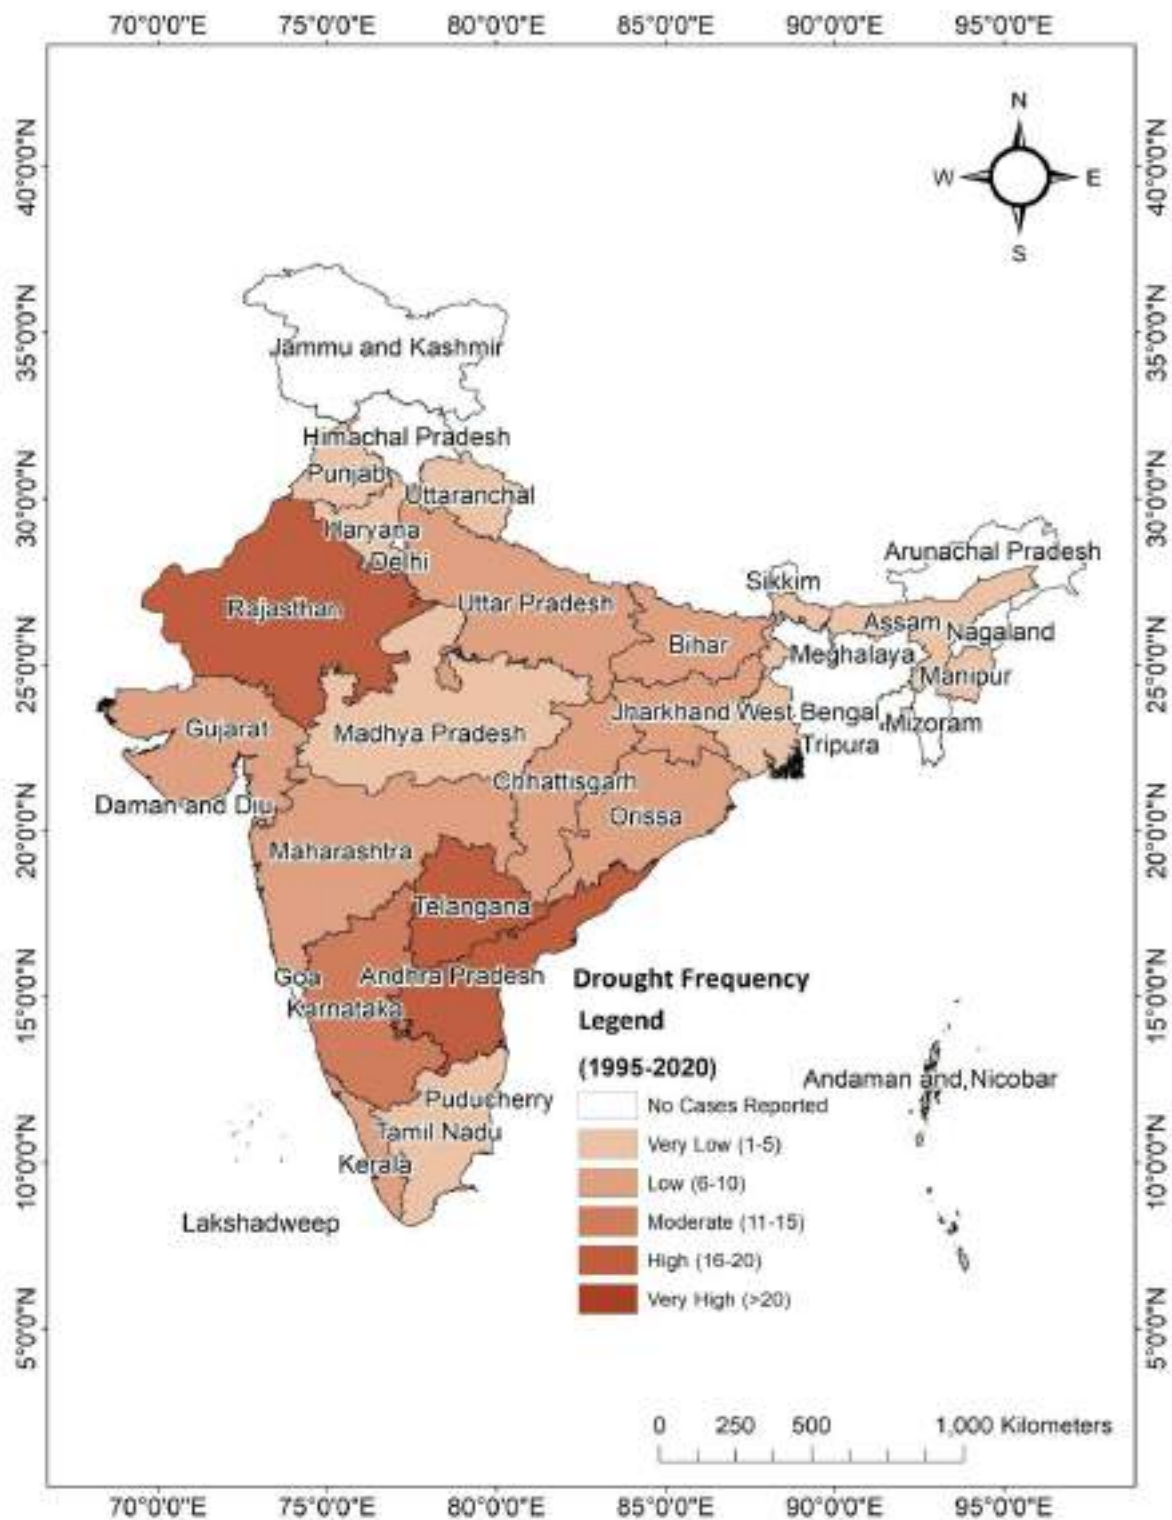 70°0'0"E 75°0'0"E 80°0'0"E 85°0'0"E 90°0'0"E 95°0'0"E
N
W E
S
40°0'0"N 40°0'0"N
35°0'0"N 35°0'0"N
30°0'0"N 30°0'0"N
25°0'0"N 25°0'0"N
20°0'0"N 20°0'0"N
15°0'0"N 15°0'0"N
10°0'0"N 10°0'0"N
5°0'0"N 5°0'0"N
Jammu and Kashmir
Himachal Pradesh
Punjab
Uttaranchal
Haryana
Delhi
Arunachal Pradesh
Sikkim
Rajasthan
Uttar Pradesh
Assam
Nagaland
Bihar
Meghalaya
Manipur
Gujarat
Madhya Pradesh
Jharkhand
West Bengal
Mizoram
Tripura
Chhattisgarh
Daman and Diu
Orissa
Maharashtra
Telangana
Goa
Andhra Pradesh
Karnataka
Puducherry
Tamil Nadu
Kerala
Lakshadweep
Andaman and Nicobar
Drought Frequency
Legend
(1995-2020)
No Cases Reported
Very Low (1-5)
Low (6-10)
Moderate (11-15)
High (16-20)
Very High (>20)
0 250 500 1,000 Kilometers
70°0'0"E 75°0'0"E 80°0'0"E 85°0'0"E 90°0'0"E 95°0'0"E